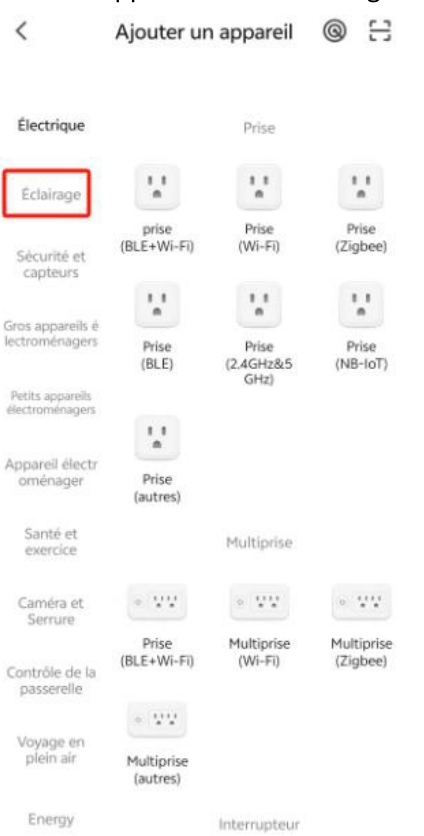 Ajouter un appareil
Électrique
Éclairage
Sécurité et
capteurs
Gros appareils é
lectroménagers
Petits appareils
électroménagers
Appareil électr
oménager
Santé et
exercice
Caméra et
Serrure
Contrôle de la
passerelle
Voyage en
plein air
Energy
Prise
prise
(BLE+Wi-Fi)
Prise
(Wi-Fi)
Prise
(Zigbee)
Prise
(BLE)
Prise
(2.4GHz&5
GHz)
Prise
(NB-IoT)
Prise
(autres)
Multiprise
Prise
(BLE+Wi-Fi)
Multiprise
(Wi-Fi)
Multiprise
(Zigbee)
Multiprise
(autres)
Interrupteur